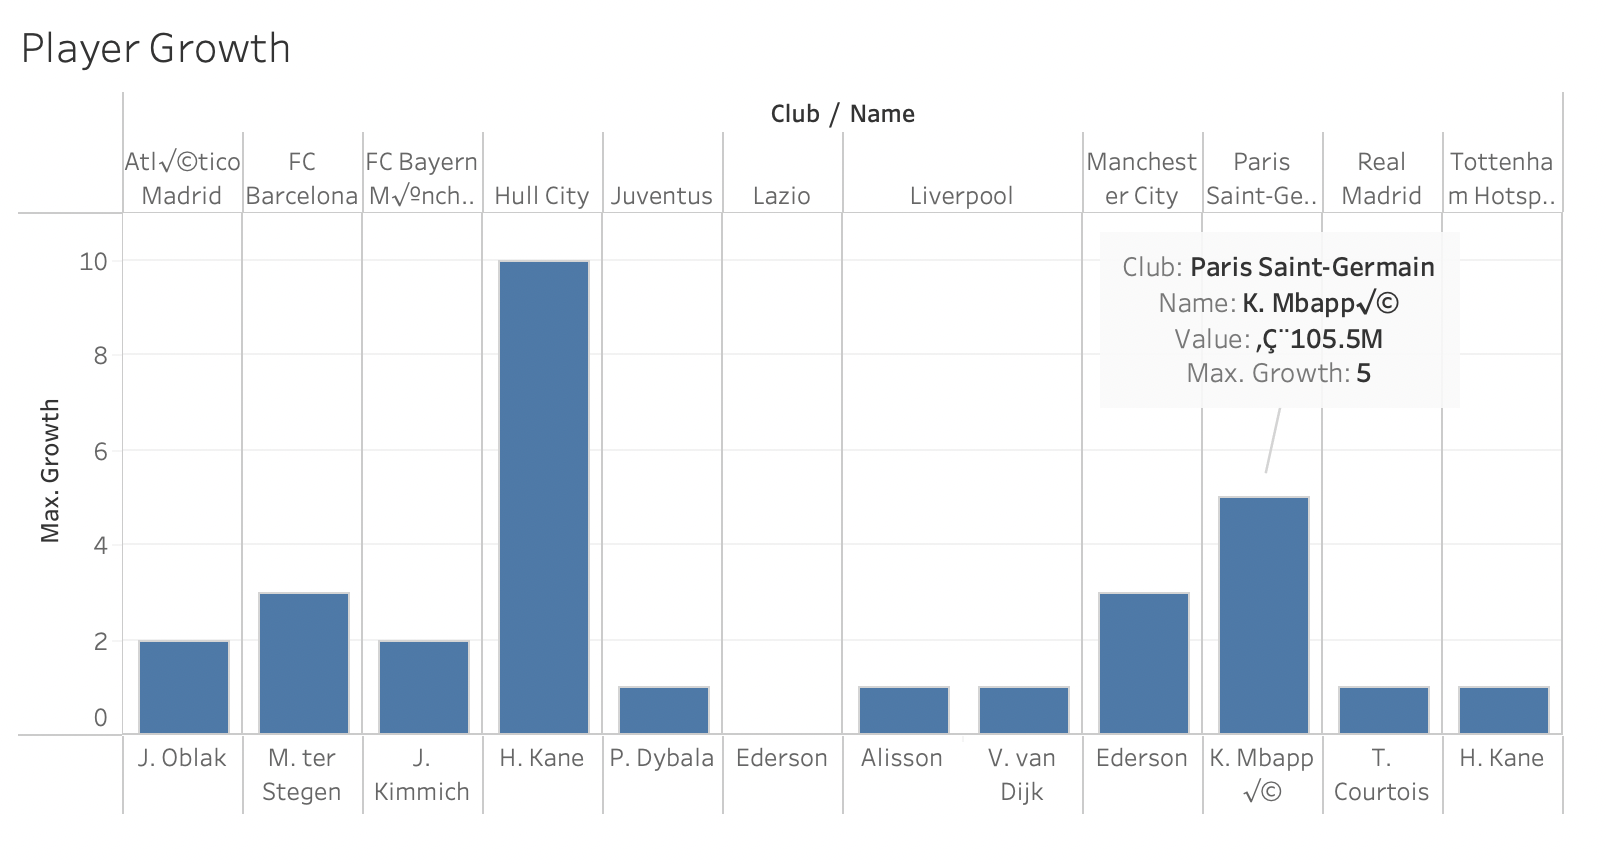 Player Growth
Club / Name
Atl√©tico Madrid
FC Barcelona
FC Bayern M√ºnch..
Hull City
Juventus
Lazio
Liverpool
Manchest er City
Paris Saint-Ge..
Real Madrid
Tottenha m Hotsp..
Max. Growth
10
8
6
4
2
0
Club: Paris Saint-Germain
Name: K. Mbapp√©
Value: ‚Ǩ105.5M
Max. Growth: 5
J. Oblak
M. ter Stegen
J. Kimmich
H. Kane
P. Dybala
Ederson
Alisson
V. van Dijk
Ederson
K. Mbapp √©
T. Courtois
H. Kane